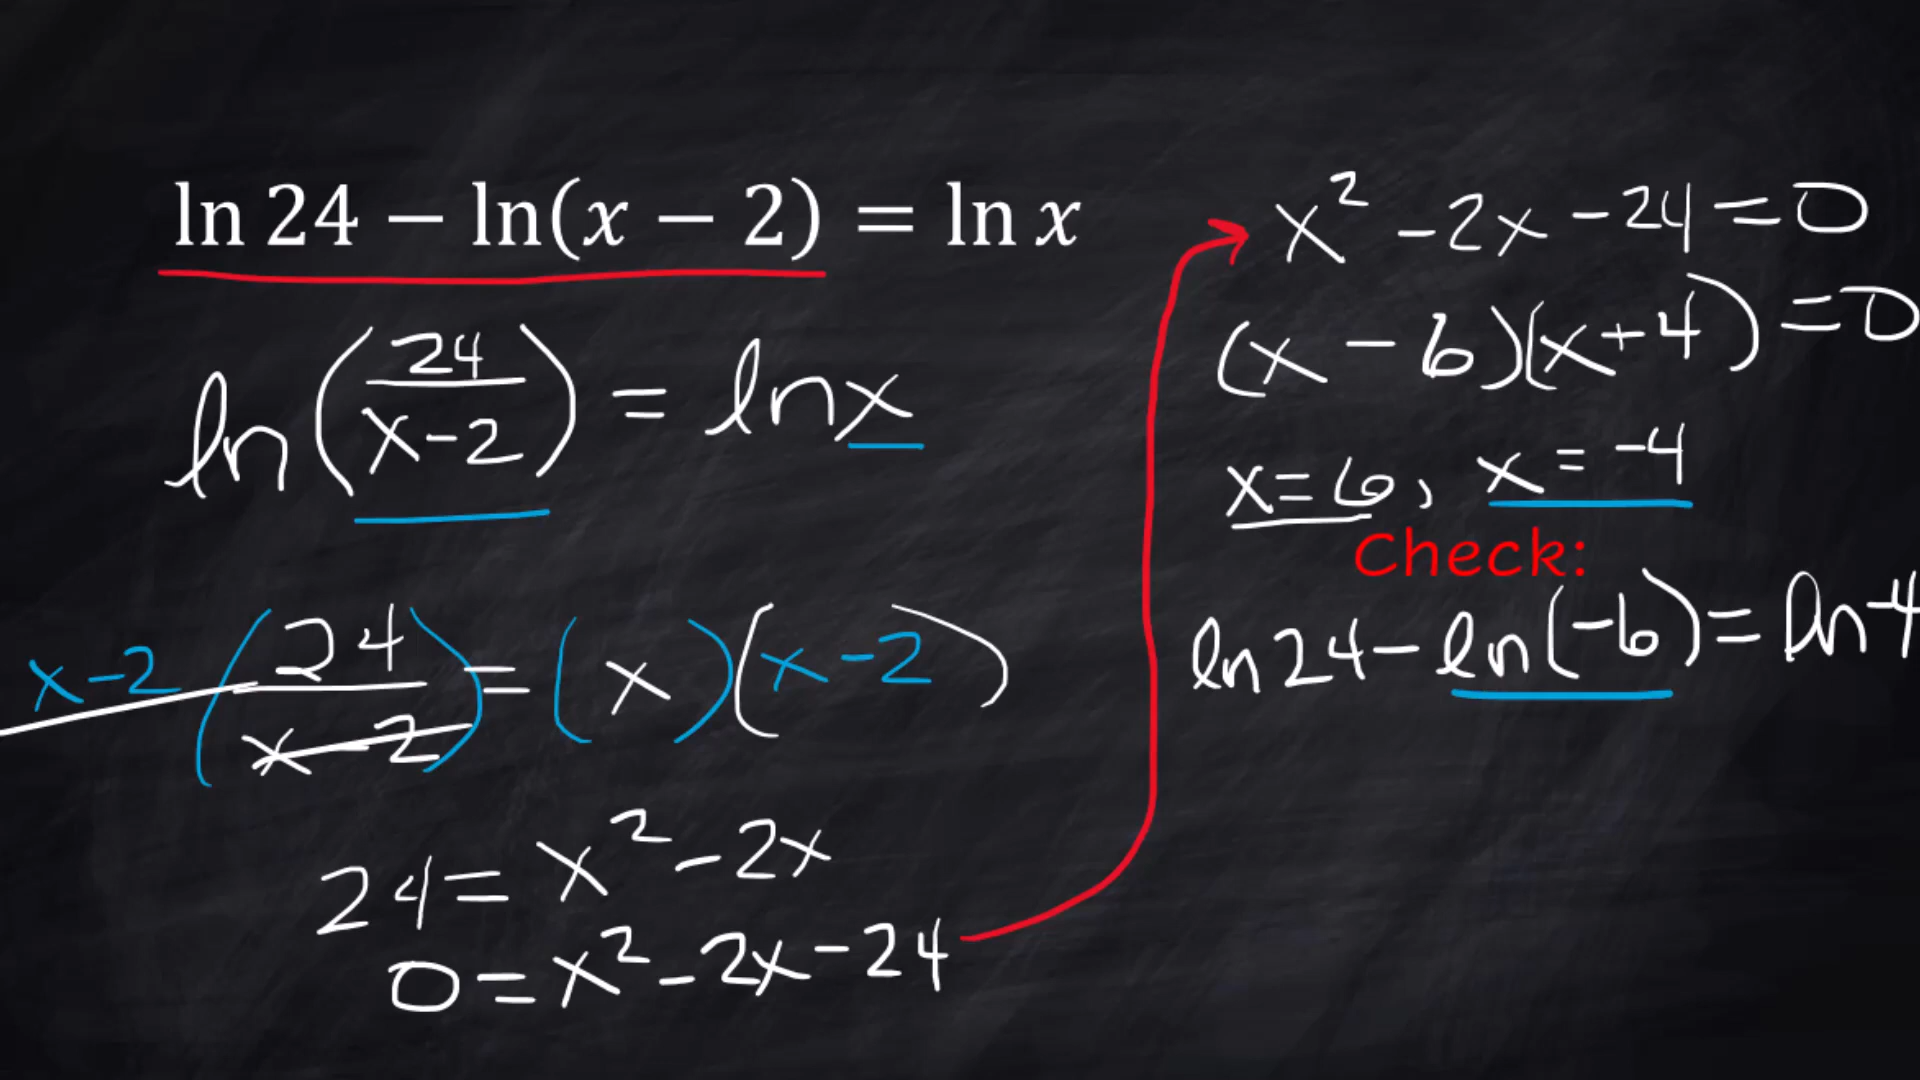 ln 24 − ln(x − 2) = ln x
ln(24/(x-2)) = ln x
x-2 (24/(x-2)) = (x)(x-2)
24 = x² - 2x
0 = x² - 2x - 24
x² - 2x - 24 = 0
(x - 6)(x+4) = 0
x = 6, x = -4
Check:
ln 24 - ln(-6) = ln -4